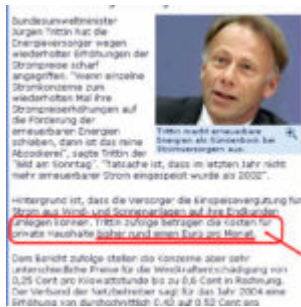 Bundesumweltminister
Jürgen Trittin hat die
Energieversorger wegen
wiederholter Erhöhungen der
Strompreise scharf
angegriffen. "Wenn einzelne
Stromkonzerne zum
wiederholten Mal ihre
Strompreiserhöhungen auf
die Förderung der
erneuerbaren Energien
schieben, dann ist das reine
Abzockerei", sagte Trittin der
"Bild am Sonntag". "Tatsache ist, dass im letzten Jahr nicht
mehr erneuerbarer Strom eingespeist wurde als 2002".
Trittin macht erneuerbare
Energien als Sündenbock bei
Stromversorgern aus.
Hintergrund ist, dass die Versorger die Einspeisevergütung für
Strom aus Wind- und Sonnenanlagen auf ihre Endkunden
umlegen können. Trittin zufolge betragen die Kosten für
private Haushalte bisher rund einen Euro pro Monat.
Dem Bericht zufolge stellen die Konzerne aber sehr
unterschiedliche Preise für die Windkraftentschädigung von
0,25 Cent pro Kilowattstunde bis zu 0,6 Cent in Rechnung.
Der Verband der Netzbetreiber sagt für das Jahr 2004 eine
Erhöhung von durchschnittlich 0,42 auf 0,52 Cent pro